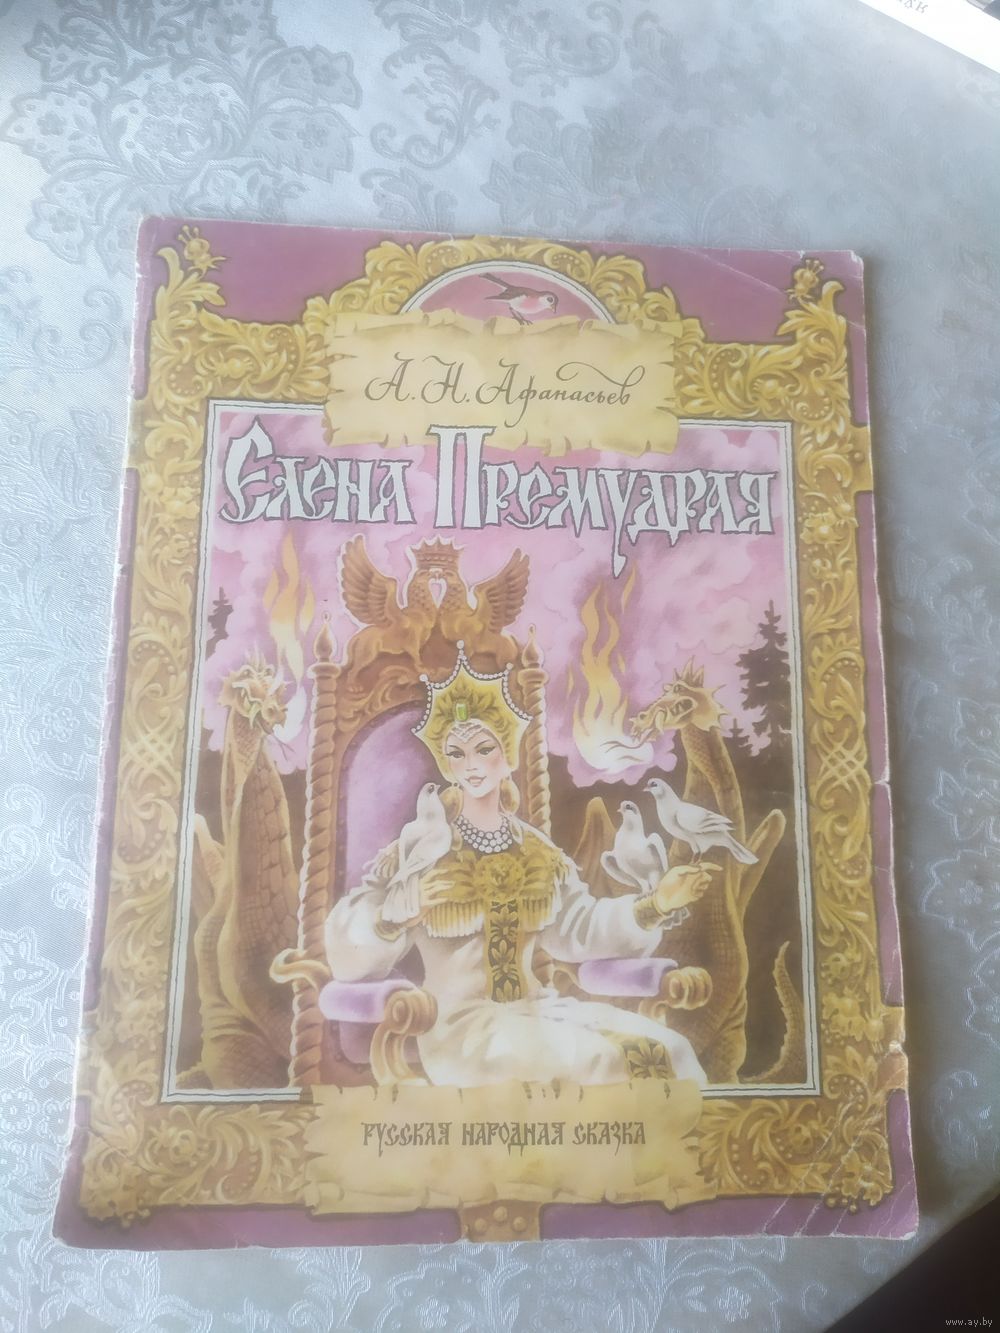 А. Н. Афанасьев
Елена Премудрая
РУССКАЯ НАРОДНАЯ СКАЗКА
www.ay.by